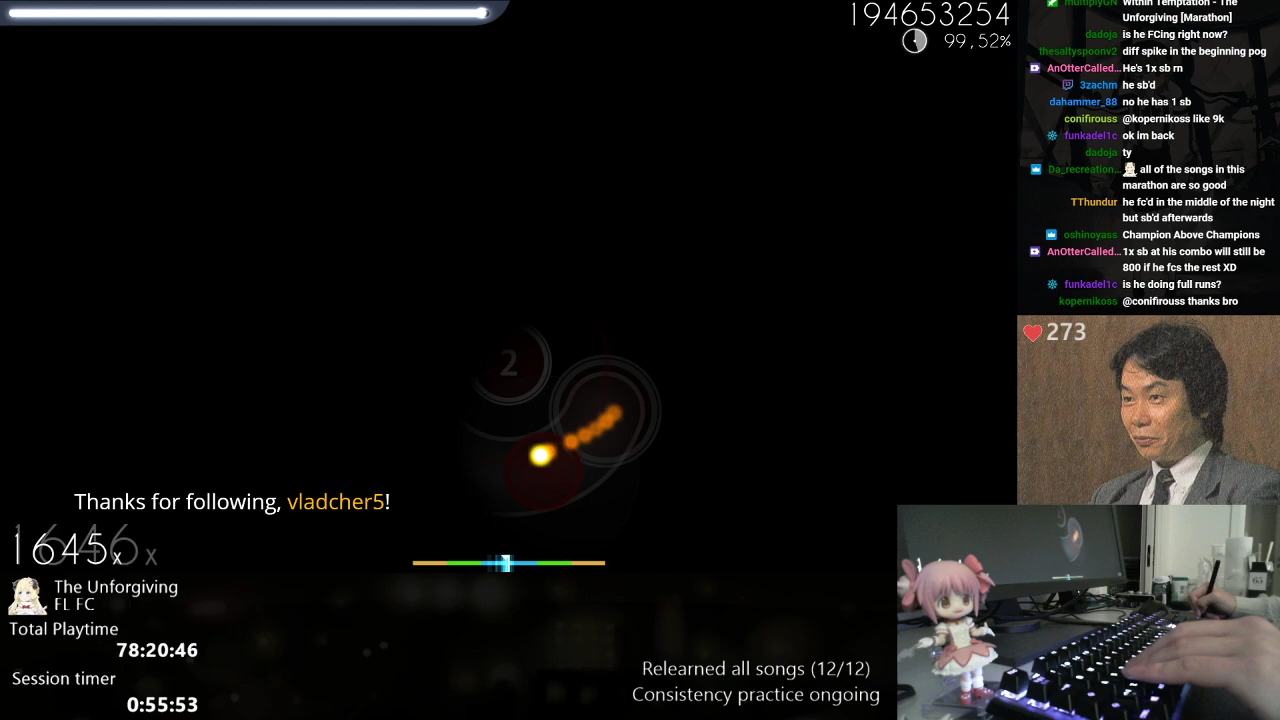 194653254
99,52%
multiplyGN Within Temptation - The
Unforgiving [Marathon]
dadoja is he FCing right now?
thesaltyspoonv2 diff spike in the beginning pog
AnOtterCalled... He's 1x sb rn
3zachm he sb'd
dahammer_88 no he has 1 sb
conifirouss @kopernikoss like 9k
funkadel1c ok im back
dadoja ty
Da_recreation... all of the songs in this
marathon are so good
TThundur he fc'd in the middle of the night
but sb'd afterwards
oshinoyass Champion Above Champions
AnOtterCalled... 1x sb at his combo will still be
800 if he fcs the rest XD
funkadel1c is he doing full runs?
kopernikoss @conifirouss thanks bro
273
2
Thanks for following, vladcher5!
1645x
1646x
The Unforgiving
FL FC
Total Playtime
78:20:46
Session timer
0:55:53
Relearned all songs (12/12)
Consistency practice ongoing